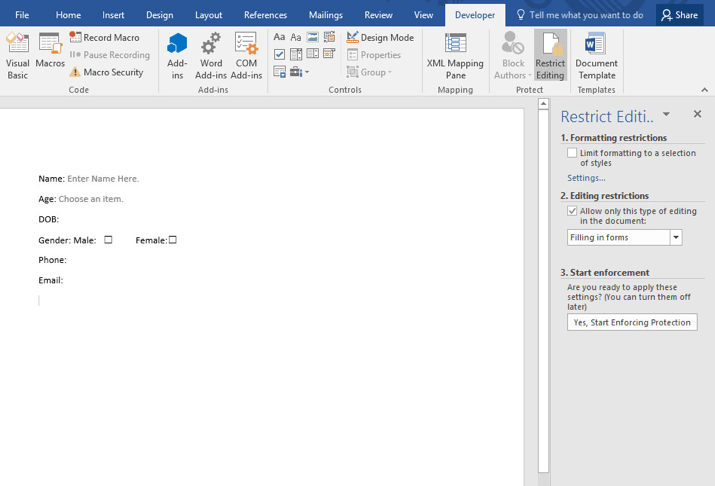 File Home Insert Design Layout References Mailings Review View Developer Tell me what you want to do Share
Visual Basic
Macros
Record Macro
Pause Recording
Macro Security
Code
Add-ins
Word Add-ins
COM Add-ins
Add-ins
Aa Aa
Design Mode
Properties
Group
Controls
XML Mapping Pane
Mapping
Block Authors
Restrict Editing
Protect
Document Template
Templates
Name: Enter Name Here.
Age: Choose an item.
DOB:
Gender: Male: Female:
Phone:
Email:
Restrict Editi..
1. Formatting restrictions
Limit formatting to a selection
of styles
Settings...
2. Editing restrictions
Allow only this type of editing
in the document:
Filling in forms
3. Start enforcement
Are you ready to apply these
settings? (You can turn them off
later)
Yes, Start Enforcing Protection